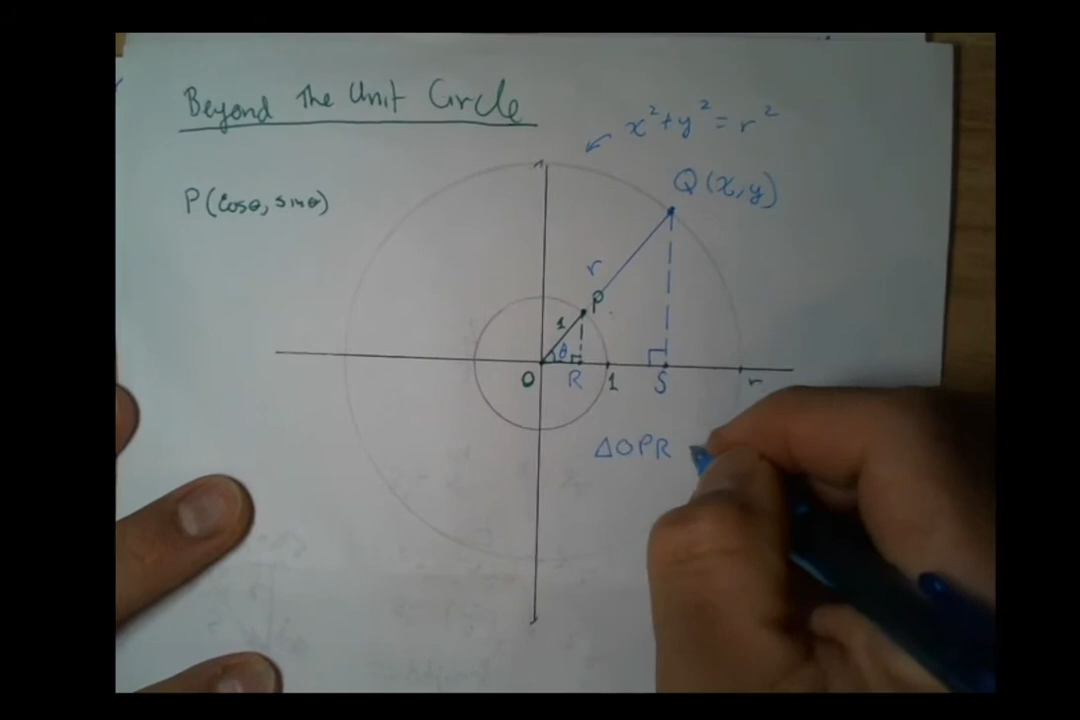 Beyond The Unit Circle
x²+y² = r²
Q(x,y)
P(cosθ, sinθ)
r
P
1
θ
O R 1 S r
ΔOPR